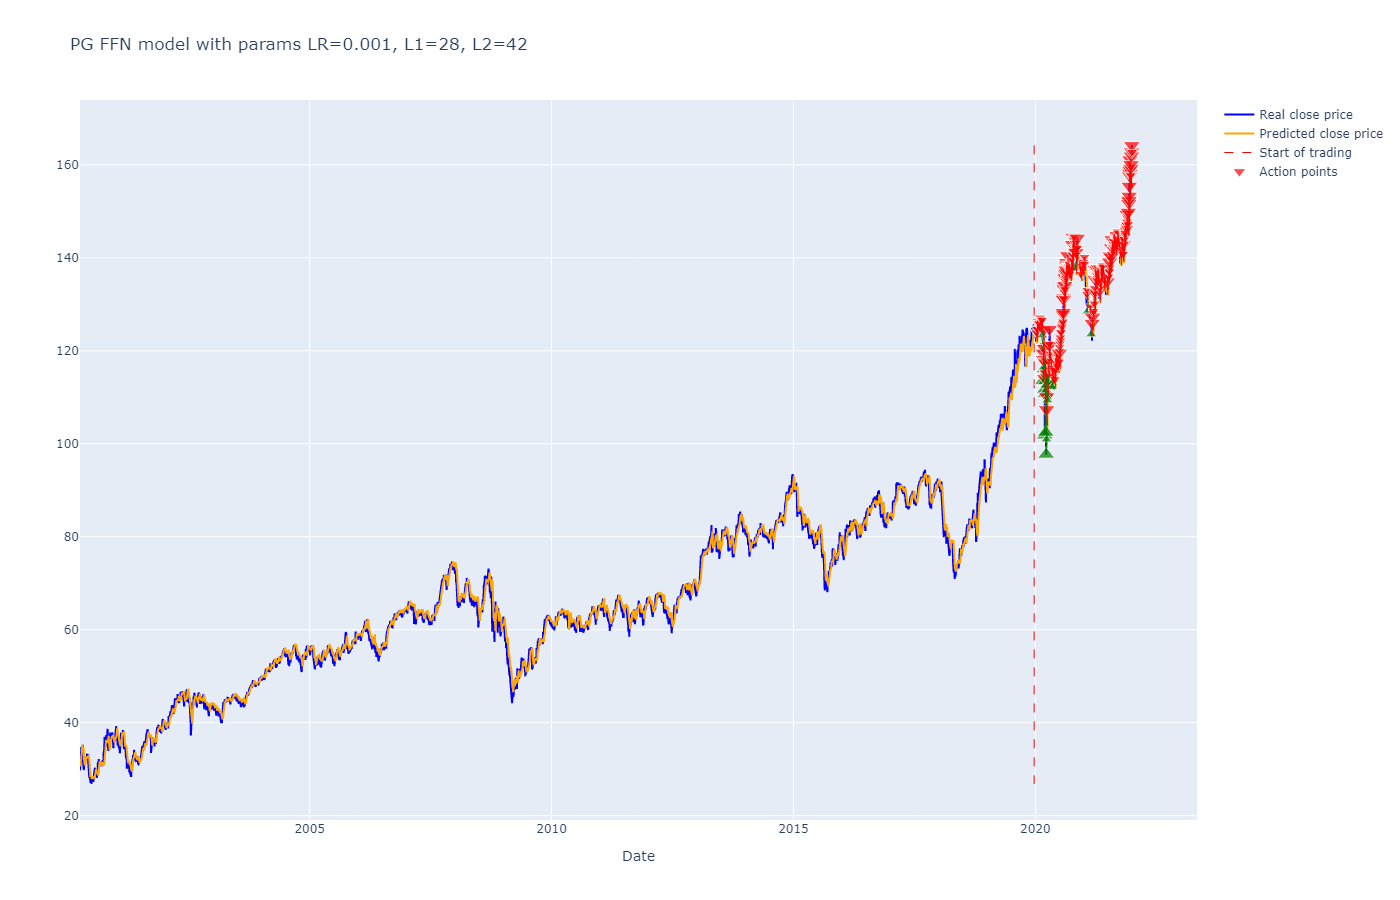 PG FFN model with params LR=0.001, L1=28, L2=42
Real close price
Predicted close price
Start of trading
Action points
160
140
120
100
80
60
40
20
2005
2010
2015
2020
Date